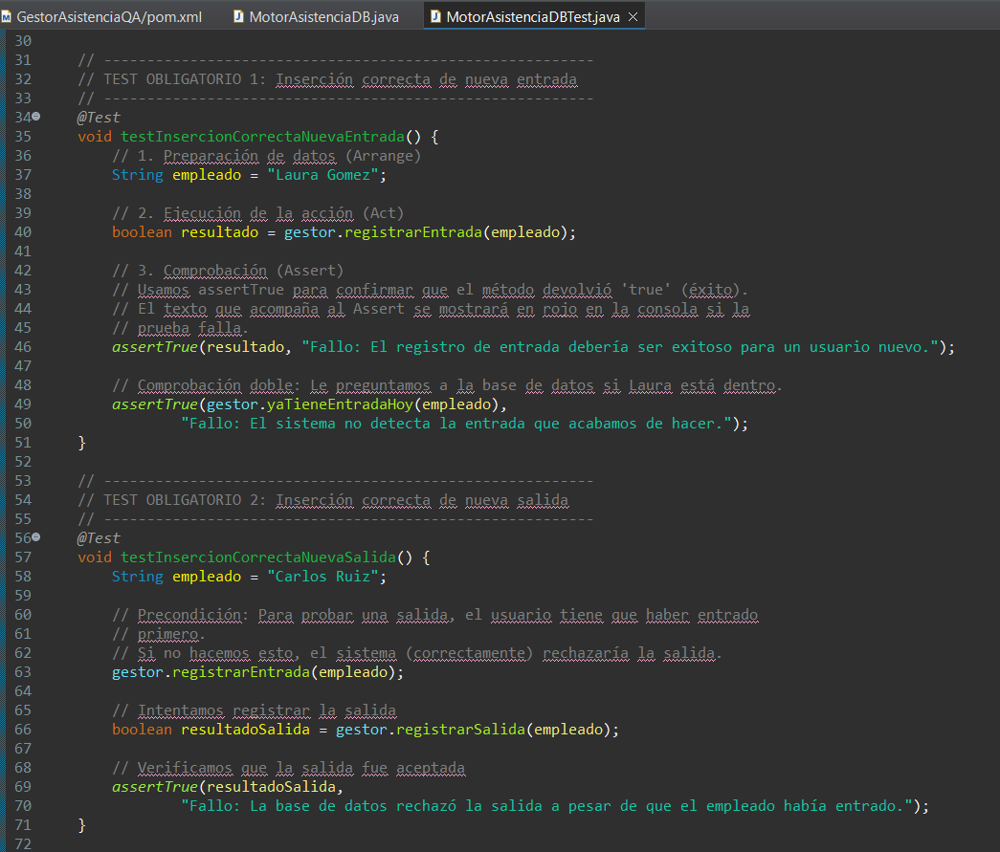 GestorAsistenciaQA/pom.xml MotorAsistenciaDB.java MotorAsistenciaDBTest.java
30
31 // ---------------------------------------------------------
32 // TEST OBLIGATORIO 1: Inserción correcta de nueva entrada
33 // ---------------------------------------------------------
34 @Test
35 void testInsercionCorrectaNuevaEntrada() {
36 // 1. Preparación de datos (Arrange)
37 String empleado = "Laura Gomez";
38
39 // 2. Ejecución de la acción (Act)
40 boolean resultado = gestor.registrarEntrada(empleado);
41
42 // 3. Comprobación (Assert)
43 // Usamos assertTrue para confirmar que el método devolvió 'true' (éxito).
44 // El texto que acompaña al Assert se mostrará en rojo en la consola si la
45 // prueba falla.
46 assertTrue(resultado, "Fallo: El registro de entrada debería ser exitoso para un usuario nuevo.");
47
48 // Comprobación doble: Le preguntamos a la base de datos si Laura está dentro.
49 assertTrue(gestor.yaTieneEntradaHoy(empleado),
50 "Fallo: El sistema no detecta la entrada que acabamos de hacer.");
51 }
52
53 // ---------------------------------------------------------
54 // TEST OBLIGATORIO 2: Inserción correcta de nueva salida
55 // ---------------------------------------------------------
56 @Test
57 void testInsercionCorrectaNuevaSalida() {
58 String empleado = "Carlos Ruiz";
59
60 // Precondición: Para probar una salida, el usuario tiene que haber entrado
61 // primero.
62 // Si no hacemos esto, el sistema (correctamente) rechazaría la salida.
63 gestor.registrarEntrada(empleado);
64
65 // Intentamos registrar la salida
66 boolean resultadoSalida = gestor.registrarSalida(empleado);
67
68 // Verificamos que la salida fue aceptada
69 assertTrue(resultadoSalida,
70 "Fallo: La base de datos rechazó la salida a pesar de que el empleado había entrado.");
71 }
72